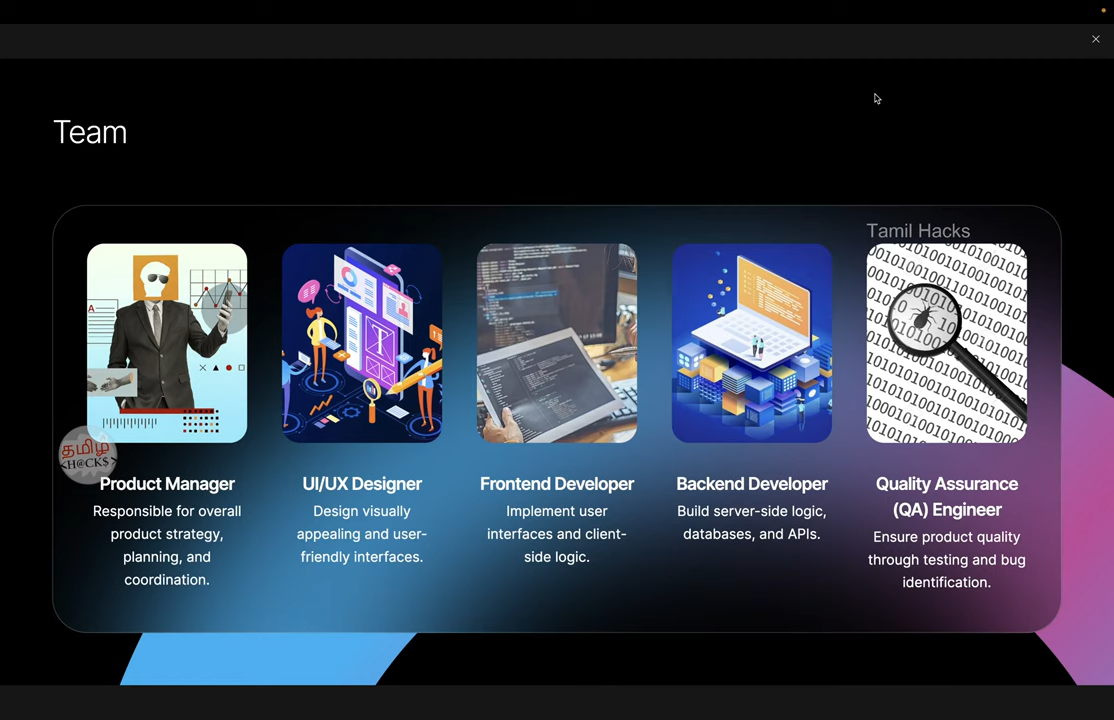 Team
Tamil Hacks
தமிழ்
<H@CK$>
Product Manager
Responsible for overall
product strategy,
planning, and
coordination.
UI/UX Designer
Design visually
appealing and user-
friendly interfaces.
Frontend Developer
Implement user
interfaces and client-
side logic.
Backend Developer
Build server-side logic,
databases, and APIs.
Quality Assurance
(QA) Engineer
Ensure product quality
through testing and bug
identification.